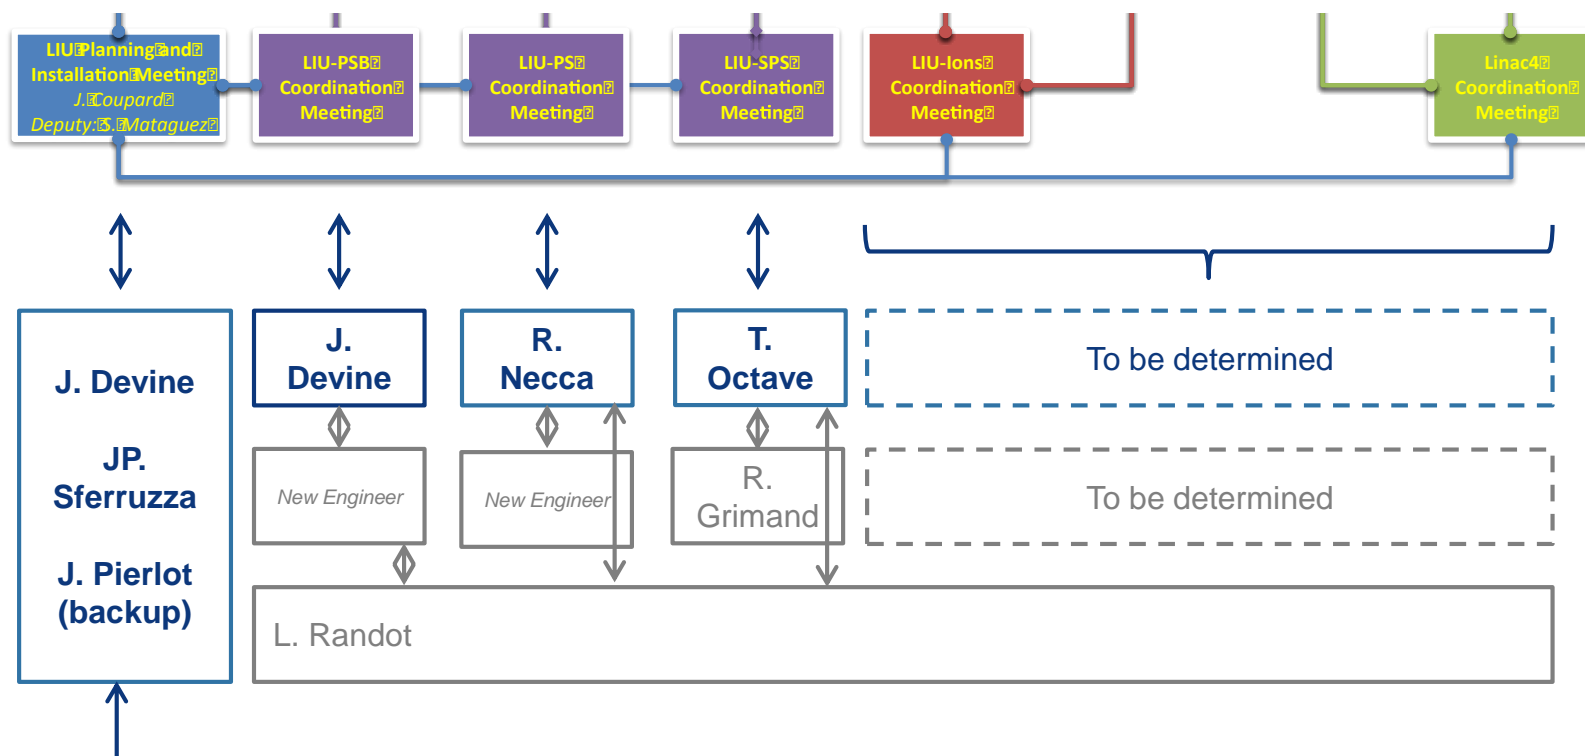 LIU Planning and
Installation Meeting
J. Coupard
Deputy: S. Mataguez
LIU-PSB
Coordination
Meeting
LIU-PS
Coordination
Meeting
LIU-SPS
Coordination
Meeting
LIU-Ions
Coordination
Meeting
Linac4
Coordination
Meeting
J. Devine
JP.
Sferruzza
J. Pierlot
(backup)
J.
Devine
R.
Necca
T.
Octave
To be determined
New Engineer
New Engineer
R.
Grimand
To be determined
L. Randot